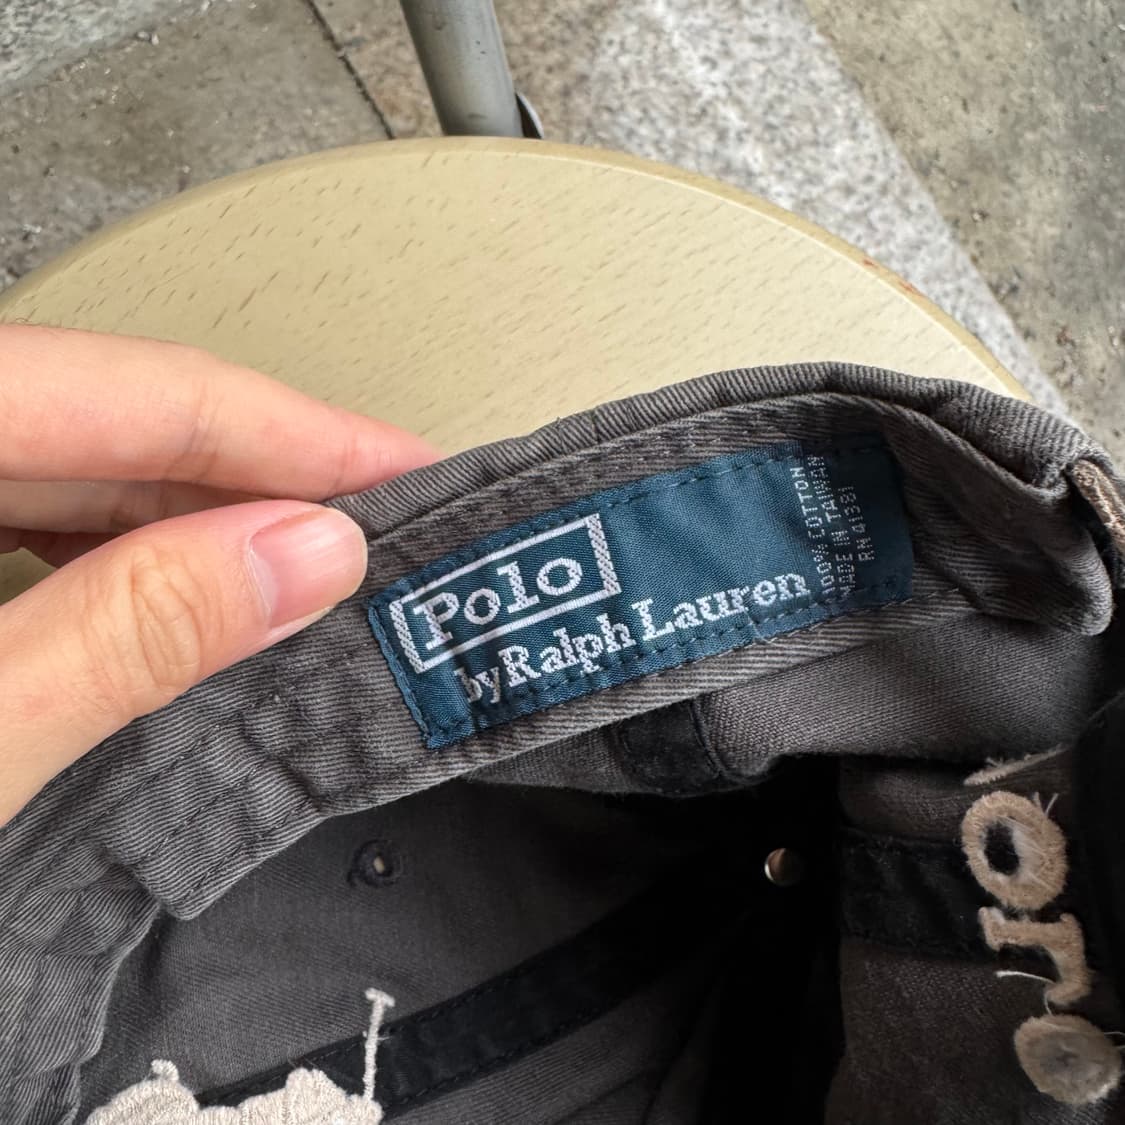 Polo
by Ralph Lauren
100% COTTON
MADE IN TAIWAN
RN 41381